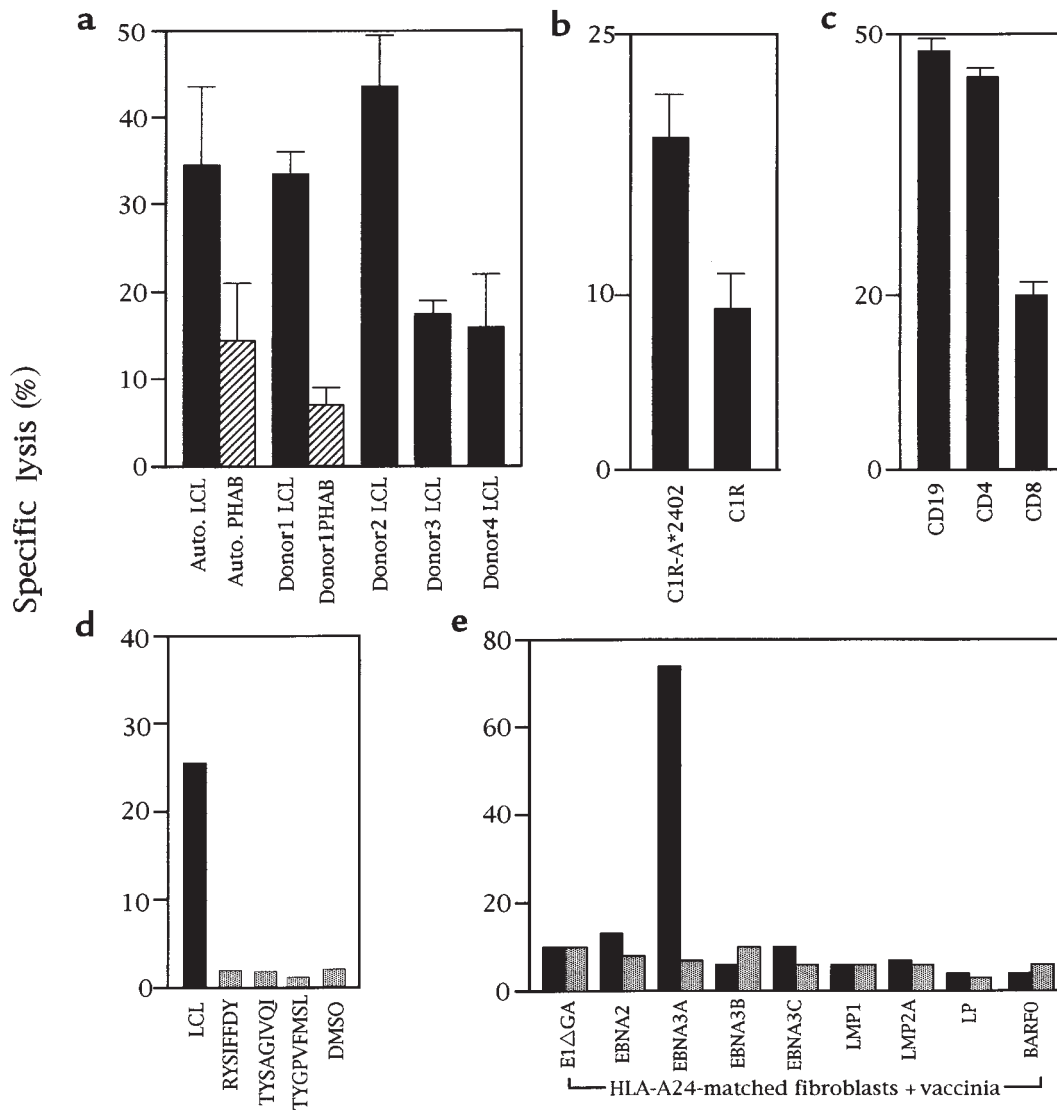 a
b
c
50
40
30
20
10
0
Auto. LCL
Auto. PHAB
Donor1 LCL
Donor1PHAB
Donor2 LCL
Donor3 LCL
Donor4 LCL
25
10
0
C1R-A*2402
C1R
50
20
0
CD19
CD4
CD8
Specific lysis (%)
d
e
40
30
20
10
0
LCL
RYSIFFDY
TYSAGIVQI
TYGPVFMSL
DMSO
80
60
40
20
0
E1△GA
EBNA2
EBNA3A
EBNA3B
EBNA3C
LMP1
LMP2A
LP
BARF0
HLA-A24-matched fibroblasts + vaccinia